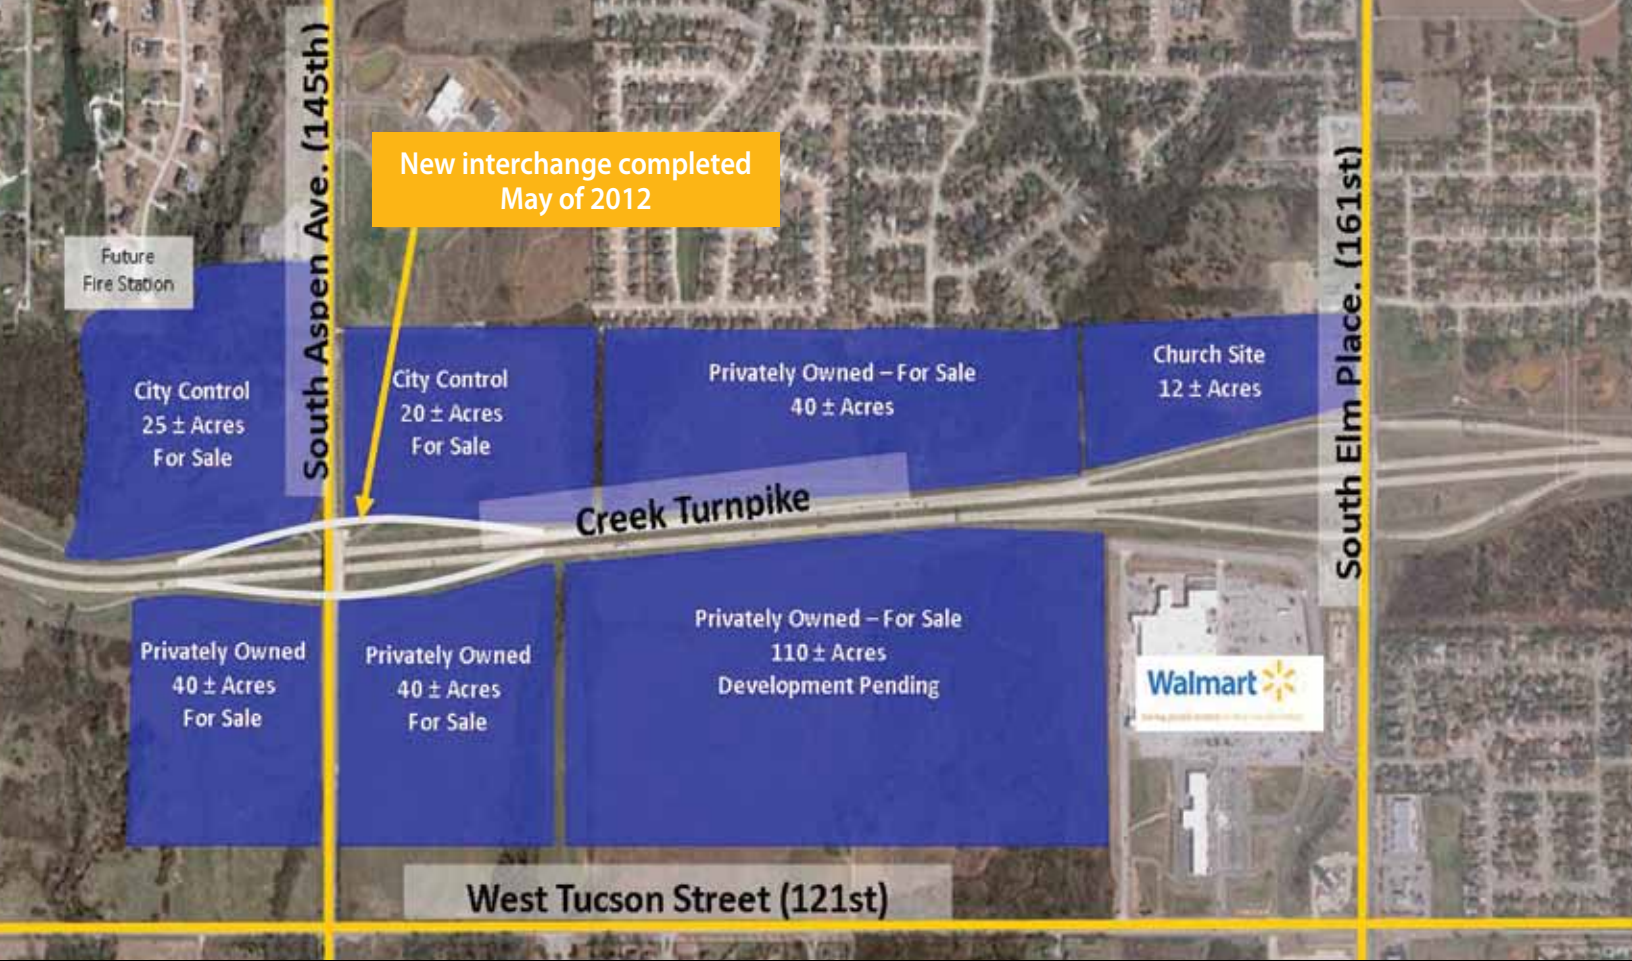 South Aspen Ave. (145th)
New interchange completed
May of 2012
Future
Fire Station
City Control
25 ± Acres
For Sale
City Control
20 ± Acres
For Sale
Privately Owned – For Sale
40 ± Acres
Church Site
12 ± Acres
South Elm Place. (161st)
Creek Turnpike
Privately Owned
40 ± Acres
For Sale
Privately Owned
40 ± Acres
For Sale
Privately Owned – For Sale
110 ± Acres
Development Pending
Walmart
West Tucson Street (121st)